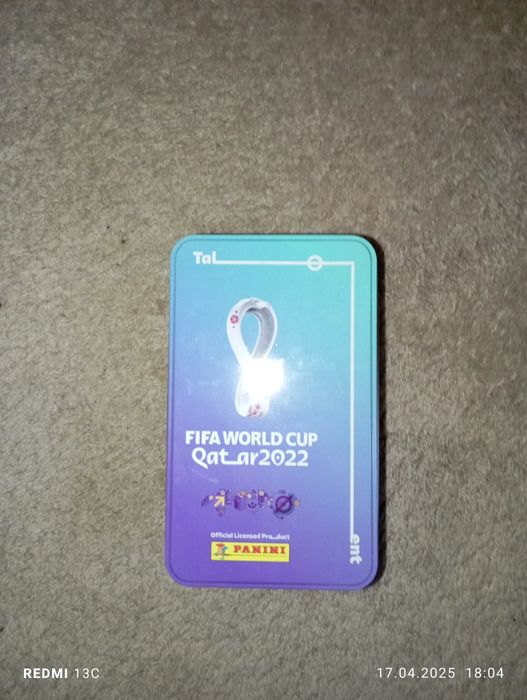 Tal
FIFA WORLD CUP
Qatar2022
Official Licensed Product
PANINI
ent
REDMI 13C
17.04.2025 18:04